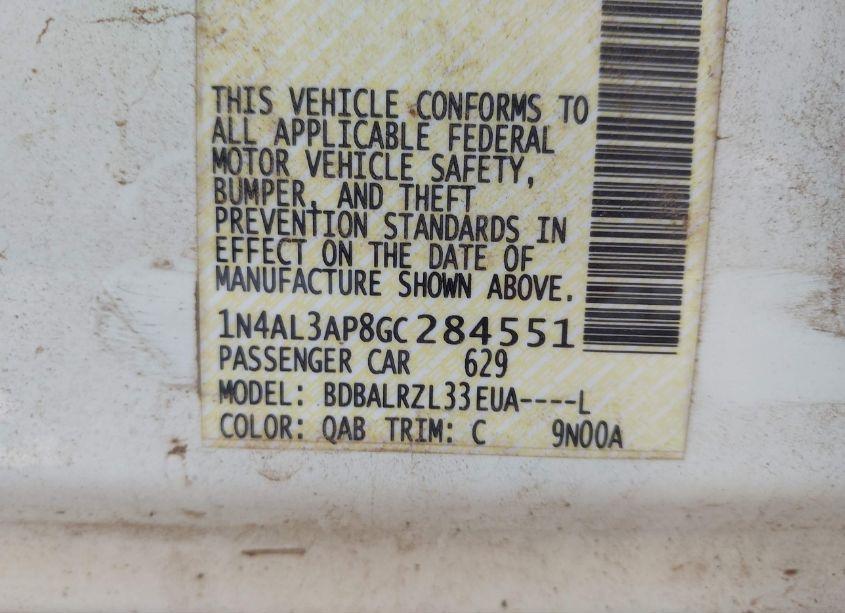 THIS VEHICLE CONFORMS TO
ALL APPLICABLE FEDERAL
MOTOR VEHICLE SAFETY,
BUMPER, AND THEFT
PREVENTION STANDARDS IN
EFFECT ON THE DATE OF
MANUFACTURE SHOWN ABOVE.
1N4AL3AP8GC284551
PASSENGER CAR 629
MODEL: BDBALRZL33EUA----L
COLOR: QAB TRIM: C 9N00A